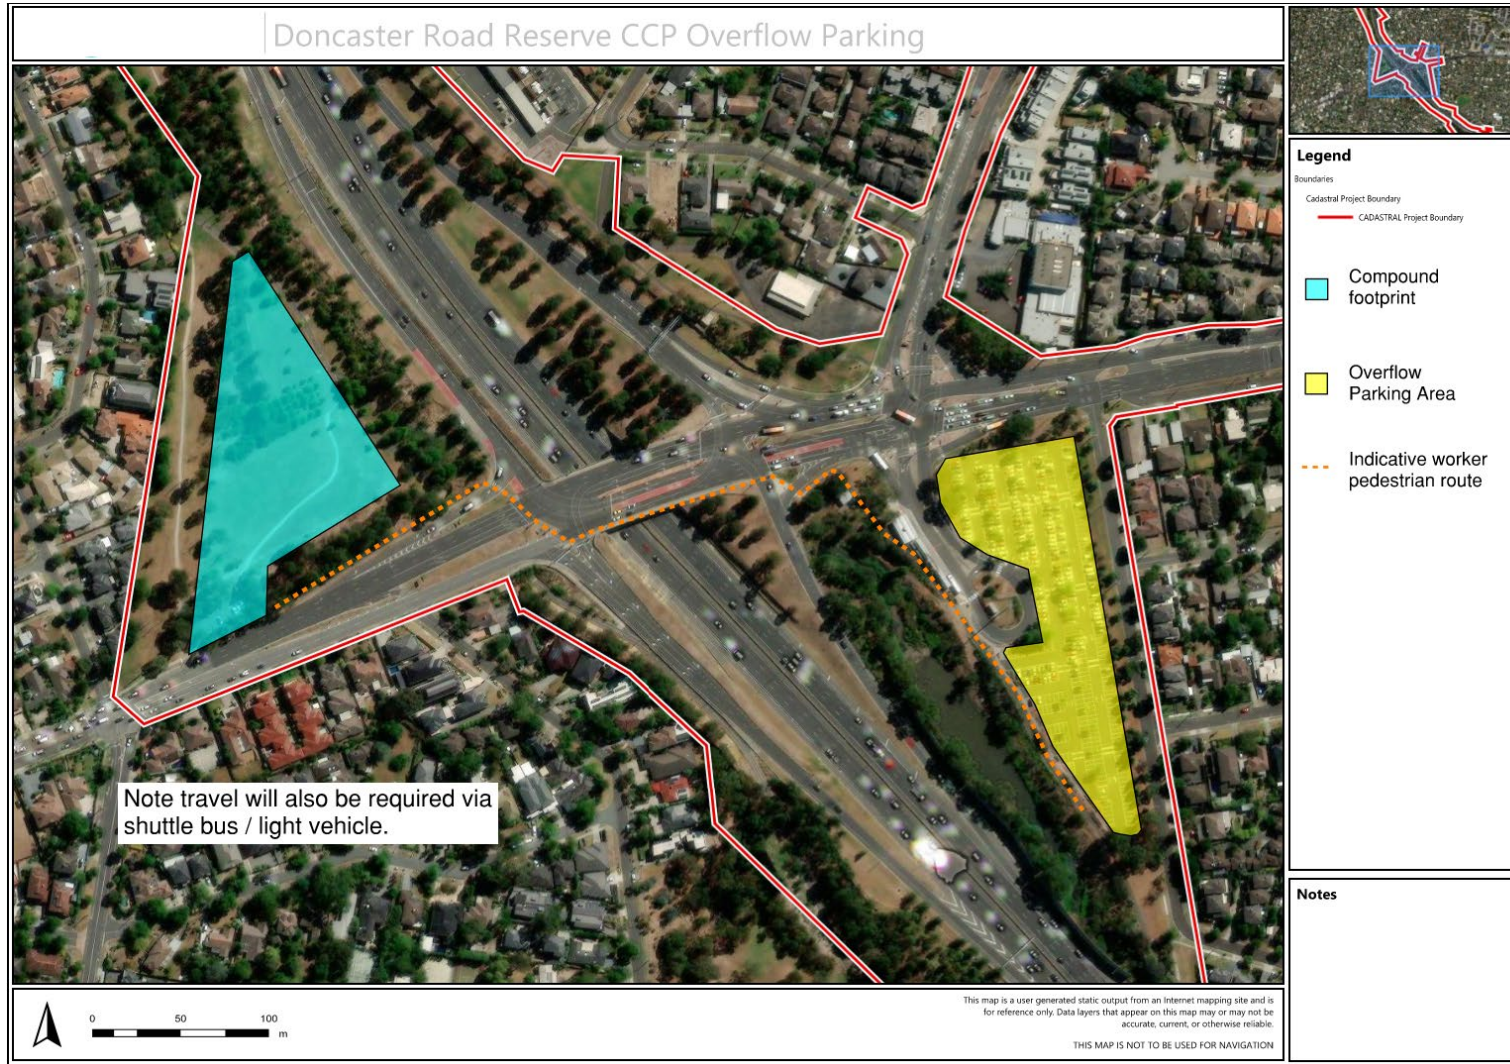 Doncaster Road Reserve CCP Overflow Parking
Legend
Boundaries
Cadastral Project Boundary
CADASTRAL Project Boundary
Compound
footprint
Overflow
Parking Area
Indicative worker
pedestrian route
Note travel will also be required via
shuttle bus / light vehicle.
Notes
0 50 100
m
This map is a user generated static output from an Internet mapping site and is
for reference only. Data layers that appear on this map may or may not be
accurate, current, or otherwise reliable.
THIS MAP IS NOT TO BE USED FOR NAVIGATION